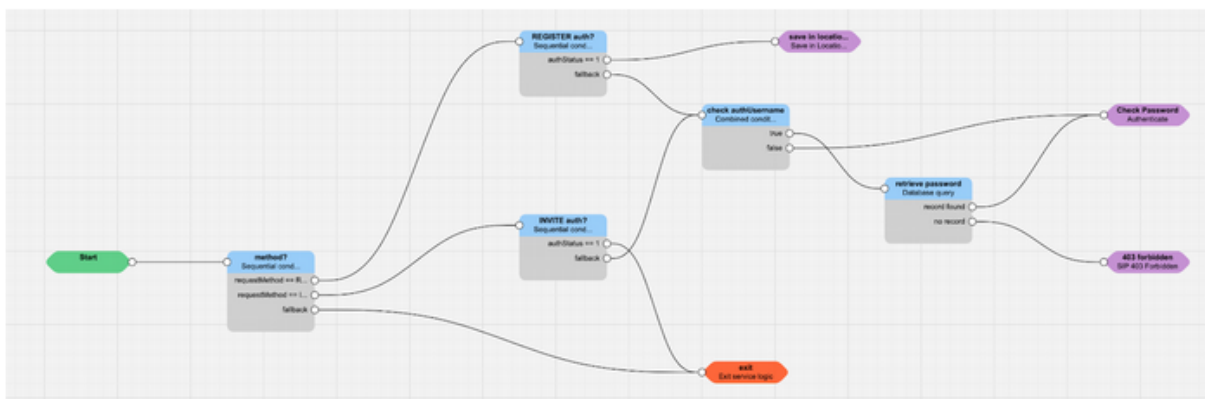 REGISTER auth?
Sequential cond...
authStatus == 1
fallback
save in locatio...
Save in Locatio...
check authUsername
Combined condit...
true
false
Check Password
Authenticate
retrieve password
Database query
record found
no record
INVITE auth?
Sequential cond...
authStatus == 1
fallback
Start
method?
Sequential cond...
requestMethod == R...
requestMethod == I...
fallback
403 forbidden
SIP 403 Forbidden
exit
Exit service logic